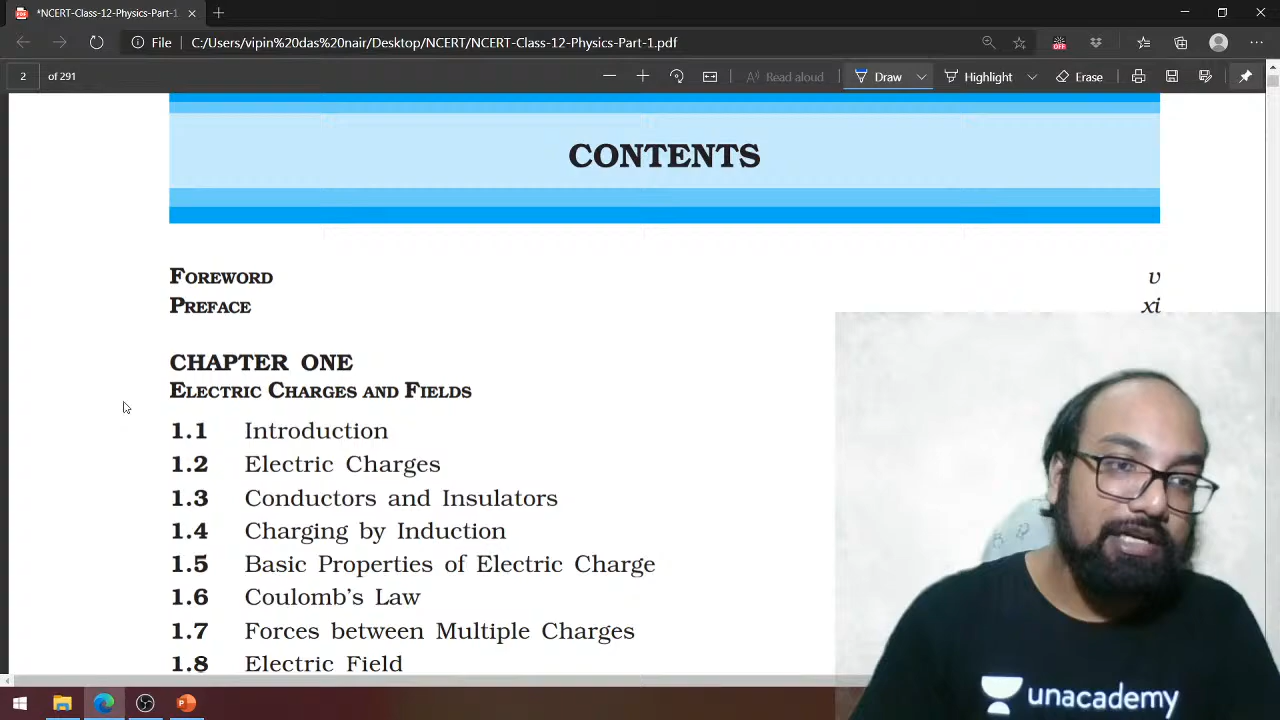 *NCERT-Class-12-Physics-Part-1.
File C:/Users/vipin%20das%20nair/Desktop/NCERT/NCERT-Class-12-Physics-Part-1.pdf
OFF
2 of 291 Read aloud Draw Highlight Erase
CONTENTS
FOREWORD v
PREFACE xi
CHAPTER ONE
ELECTRIC CHARGES AND FIELDS
1.1 Introduction
1.2 Electric Charges
1.3 Conductors and Insulators
1.4 Charging by Induction
1.5 Basic Properties of Electric Charge
1.6 Coulomb's Law
1.7 Forces between Multiple Charges
1.8 Electric Field
unacademy